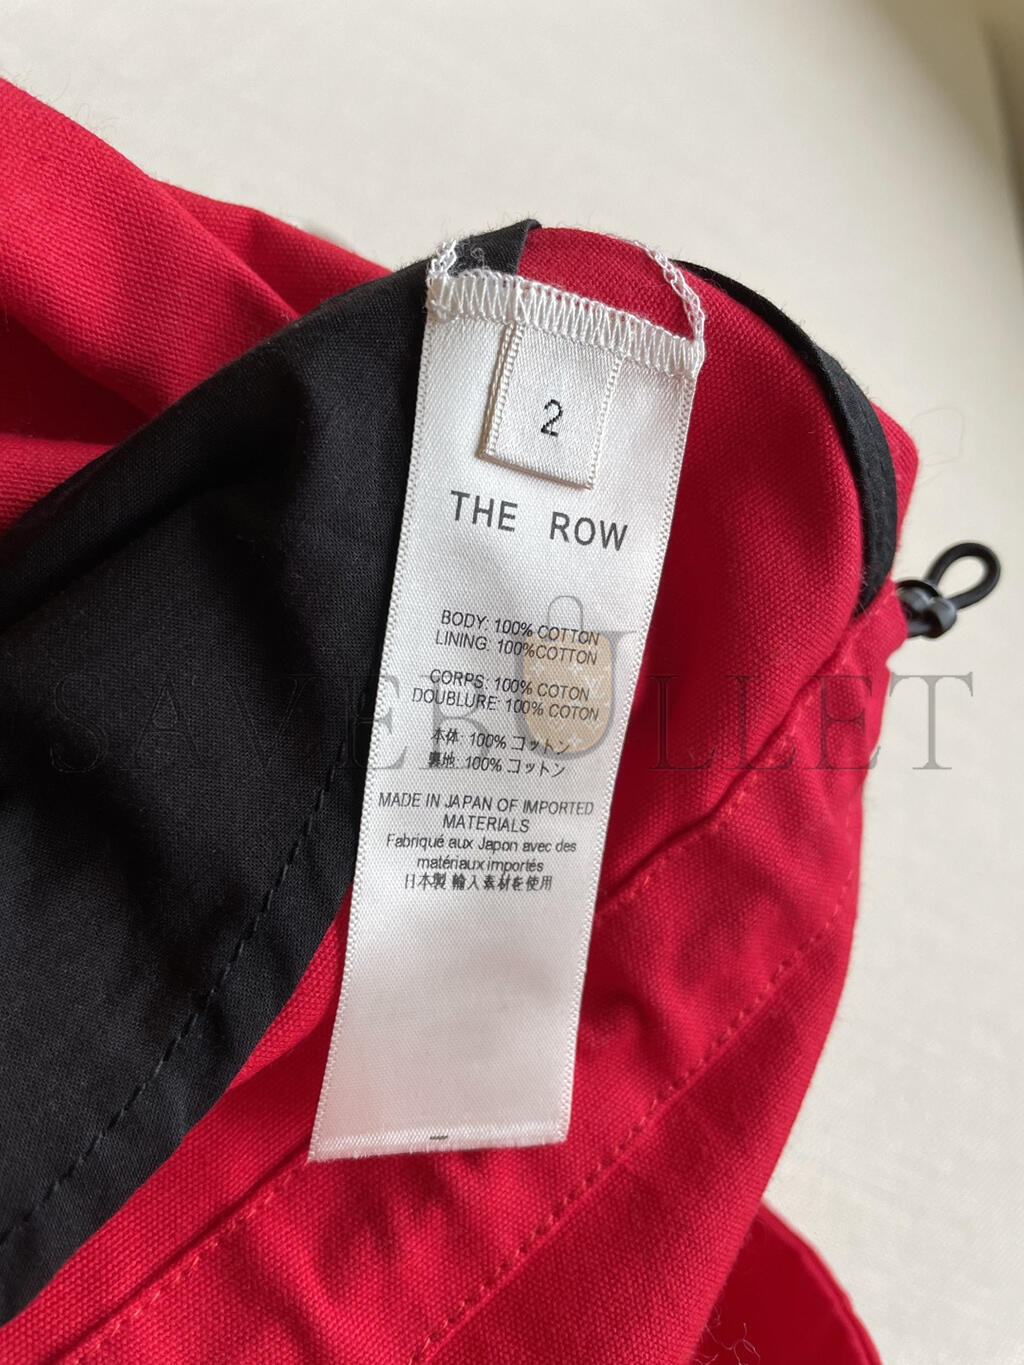 2
THE ROW
BODY: 100% COTTON
LINING: 100%COTTON
CORPS: 100% COTON
DOUBLURE: 100% COTON
本体: 100% コットン
裏地: 100% コットン
MADE IN JAPAN OF IMPORTED
MATERIALS
Fabriqué aux Japon avec des
matériaux importés
日本製 輸入素材を使用
SAVEBULLET